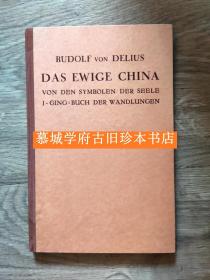 RUDOLF VON DELIUS
DAS EWIGE CHINA
VON DEN SYMBOLEN DER SEELE
I-GING-BUCH DER WANDLUNGEN
慕城学府古旧珍本书店